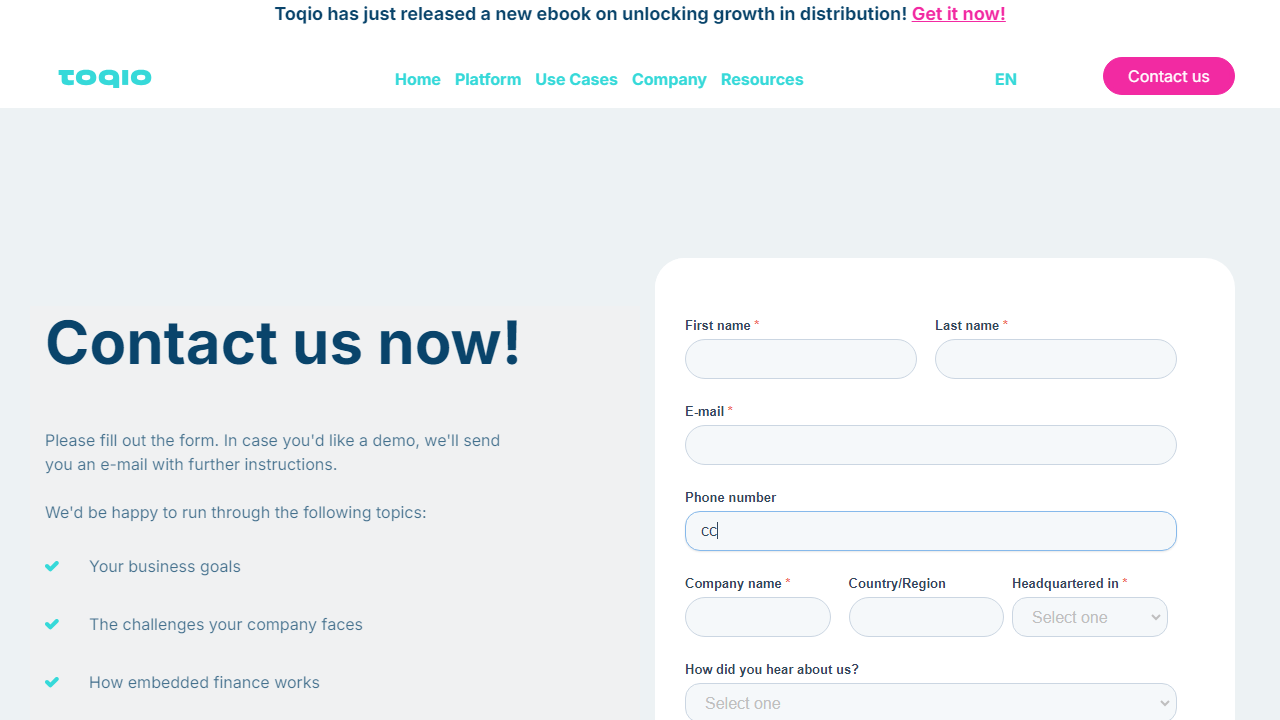 Toqio has just released a new ebook on unlocking growth in distribution! Get it now!
TOQIO
Home Platform Use Cases Company Resources EN Contact us
Contact us now!
Please fill out the form. In case you'd like a demo, we'll send
you an e-mail with further instructions.
We'd be happy to run through the following topics:
Your business goals
The challenges your company faces
How embedded finance works
First name * Last name *
E-mail *
Phone number
cc
Company name * Country/Region Headquartered in *
Select one
How did you hear about us?
Select one